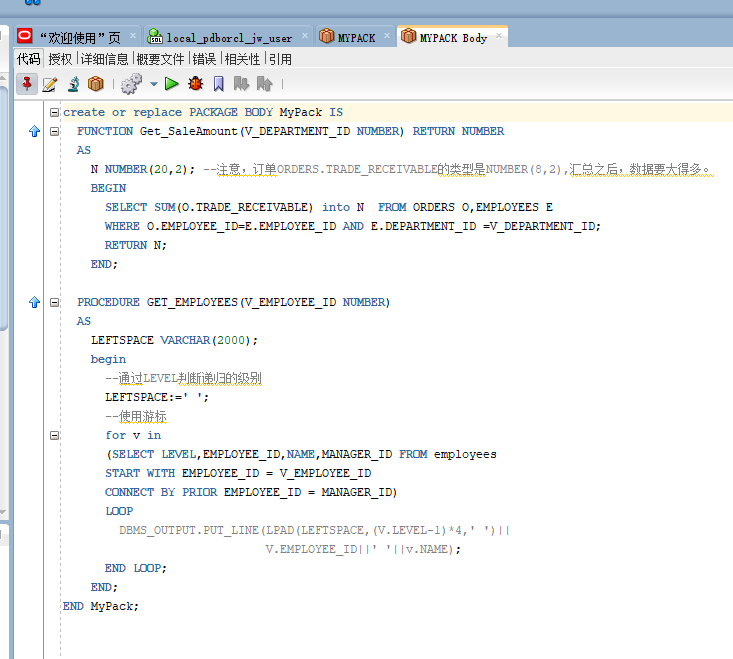 “欢迎使用”页
local_pdborcl_jw_user
MYPACK
MYPACK Body
代码 授权 详细信息 概要文件 错误 相关性 引用
create or replace PACKAGE BODY MyPack IS
FUNCTION Get_SaleAmount(V_DEPARTMENT_ID NUMBER) RETURN NUMBER
AS
N NUMBER(20,2); --注意，订单ORDERS.TRADE_RECEIVABLE的类型是NUMBER(8,2),汇总之后，数据要大得多。
BEGIN
SELECT SUM(O.TRADE_RECEIVABLE) into N  FROM ORDERS O,EMPLOYEES E
WHERE O.EMPLOYEE_ID=E.EMPLOYEE_ID AND E.DEPARTMENT_ID =V_DEPARTMENT_ID;
RETURN N;
END;
PROCEDURE GET_EMPLOYEES(V_EMPLOYEE_ID NUMBER)
AS
LEFTSPACE VARCHAR(2000);
begin
--通过LEVEL判断递归的级别
LEFTSPACE:=' ';
--使用游标
for v in
(SELECT LEVEL,EMPLOYEE_ID,NAME,MANAGER_ID FROM employees
START WITH EMPLOYEE_ID = V_EMPLOYEE_ID
CONNECT BY PRIOR EMPLOYEE_ID = MANAGER_ID)
LOOP
DBMS_OUTPUT.PUT_LINE(LPAD(LEFTSPACE,(V.LEVEL-1)*4,' ')||
V.EMPLOYEE_ID||' '||v.NAME);
END LOOP;
END;
END MyPack;